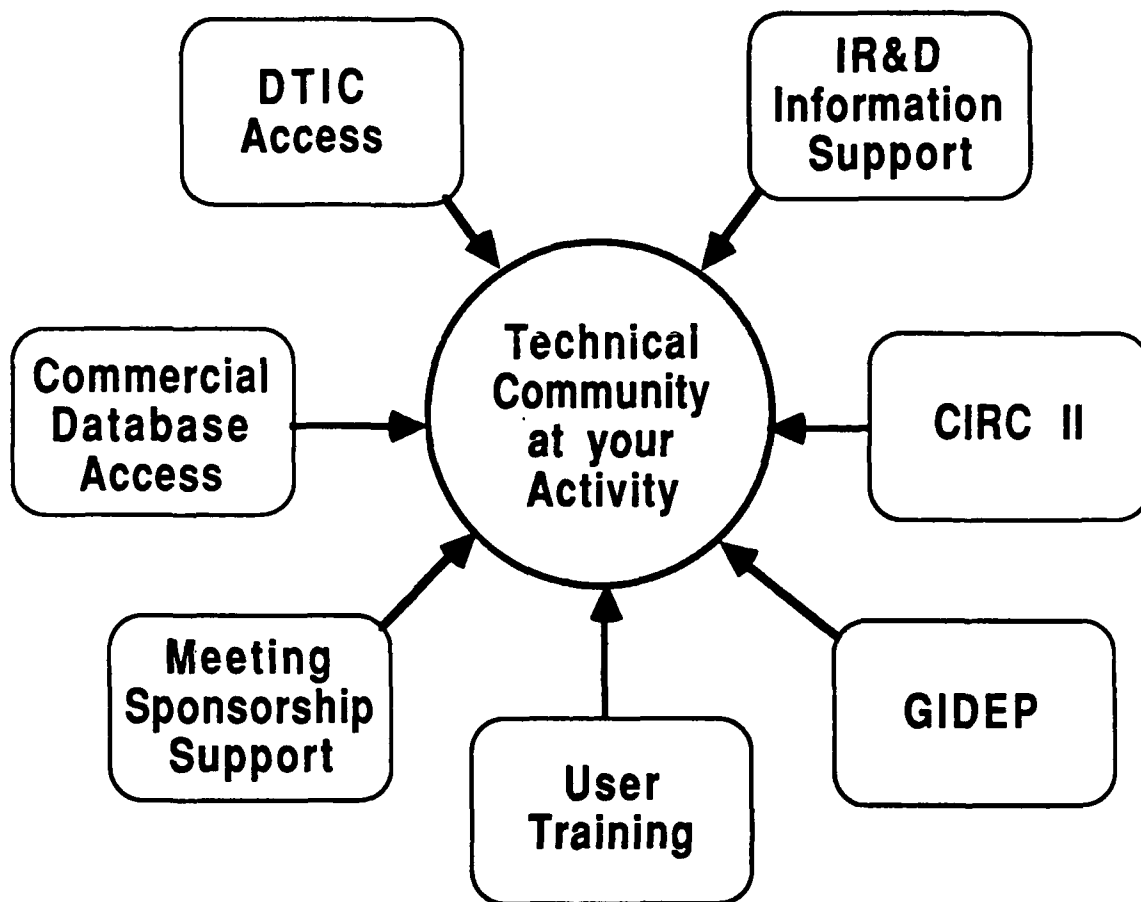 DTIC
Access
IR&D
Information
Support
Technical
Community
at your
Activity
Commercial
Database
Access
CIRC II
Meeting
Sponsorship
Support
User
Training
GIDEP